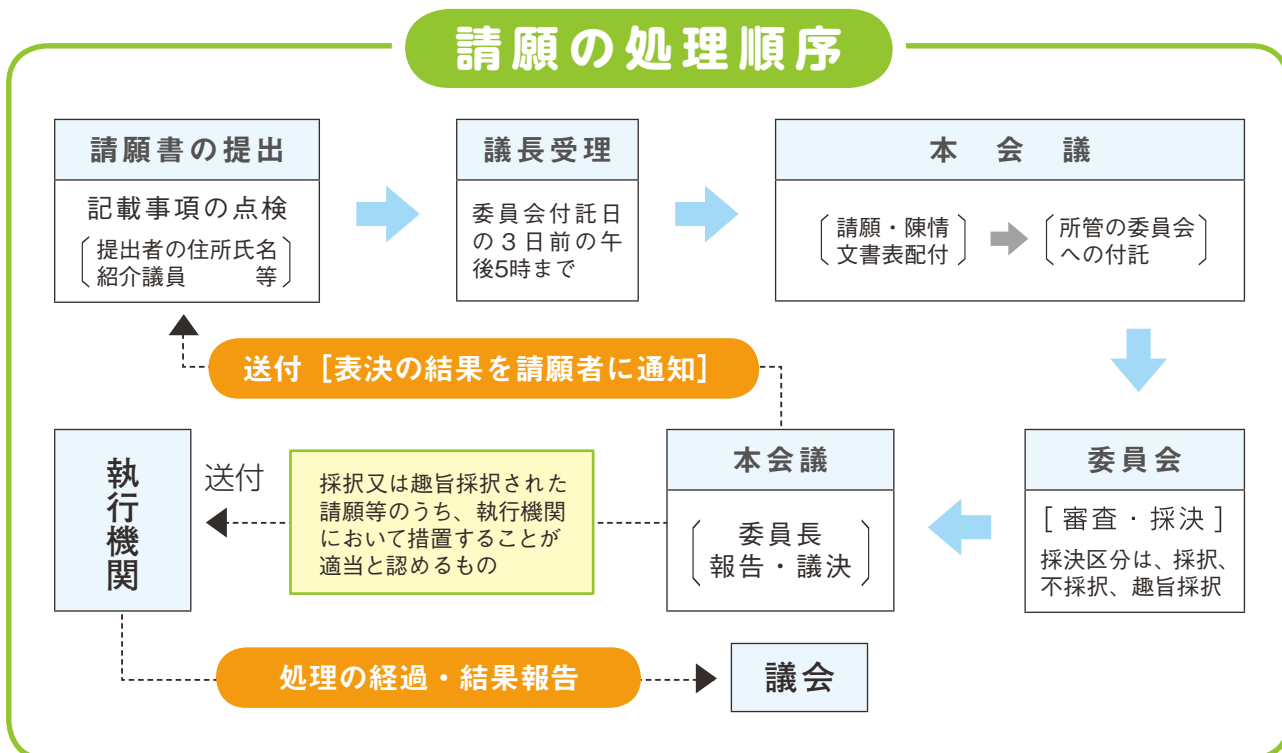 請願の処理順序
請願書の提出
記載事項の点検
提出者の住所氏名
紹介議員 等
議長受理
委員会付託日
の3日前の午
後5時まで
本会議
請願・陳情
文書表配付
所管の委員会
への付託
送付［表決の結果を請願者に通知］
委員会
［審査・採決］
採決区分は、採択、
不採択、趣旨採択
本会議
委員長
報告・議決
採択又は趣旨採択された
請願等のうち、執行機関
において措置することが
適当と認めるもの
送付
執行機関
処理の経過・結果報告
議会